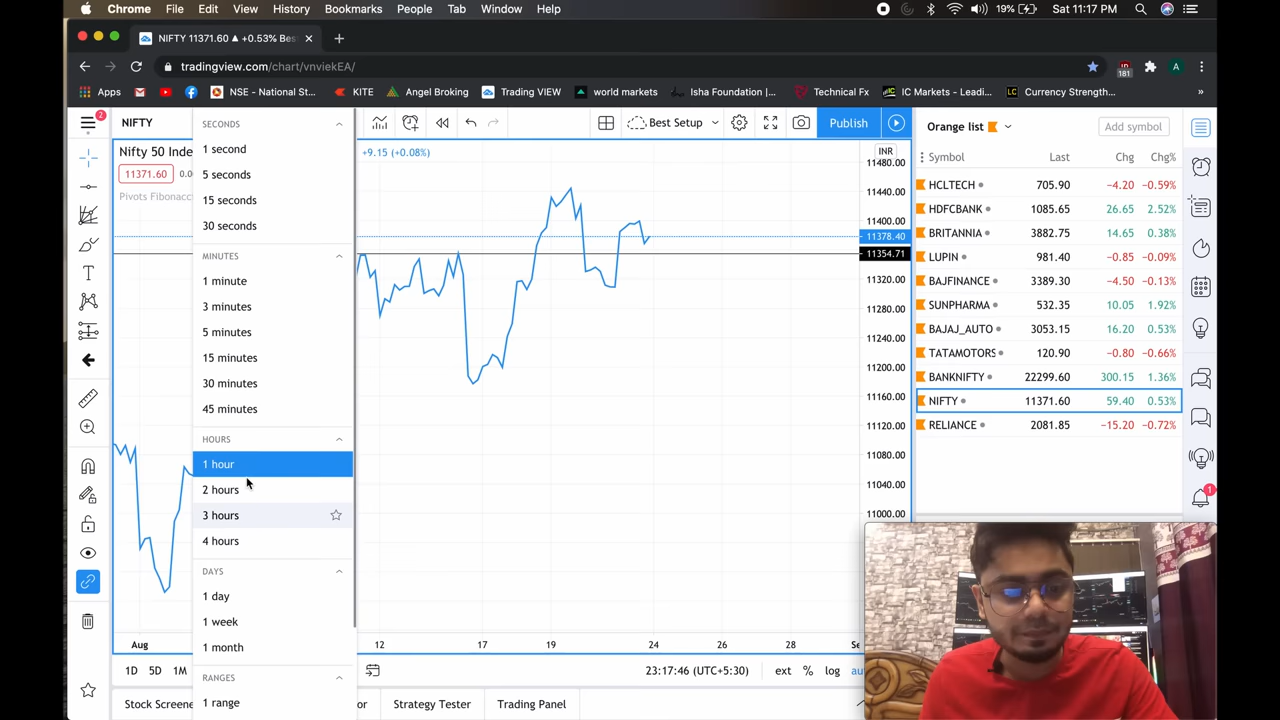 Chrome File Edit View History Bookmarks People Tab Window Help 19% Sat 11:17 PM
NIFTY 11371.60 ▲ +0.53% Bes
tradingview.com/chart/vnviekEA/ 181 A
Apps NSE - National St... KITE Angel Broking Trading VIEW world markets Isha Foundation |... Technical Fx IC Markets - Leadi... LC Currency Strength... »
2 NIFTY Best Setup Publish
Nifty 50 Inde +9.15 (+0.08%)
11371.60 0.0
Pivots Fibonacc
SECONDS
1 second
5 seconds
15 seconds
30 seconds
MINUTES
1 minute
3 minutes
5 minutes
15 minutes
30 minutes
45 minutes
HOURS
1 hour
2 hours
3 hours
4 hours
DAYS
1 day
1 week
1 month
RANGES
1 range
INR
11480.00
11440.00
11400.00
11378.40
11354.71
11320.00
11280.00
11240.00
11200.00
11160.00
11120.00
11080.00
11040.00
11000.00
Aug 12 17 19 24 26 28 Se
1D 5D 1M 23:17:46 (UTC+5:30) ext % log au
Stock Screene or Strategy Tester Trading Panel
Orange list Add symbol
Symbol Last Chg Chg%
HCLTECH 705.90 −4.20 −0.59%
HDFCBANK 1085.65 26.65 2.52%
BRITANNIA 3882.75 14.65 0.38%
LUPIN 981.40 −0.85 −0.09%
BAJFINANCE 3389.30 −4.50 −0.13%
SUNPHARMA 532.35 10.05 1.92%
BAJAJ_AUTO 3053.15 16.20 0.53%
TATAMOTORS 120.90 −0.80 −0.66%
BANKNIFTY 22299.60 300.15 1.36%
NIFTY 11371.60 59.40 0.53%
RELIANCE 2081.85 −15.20 −0.72%
1